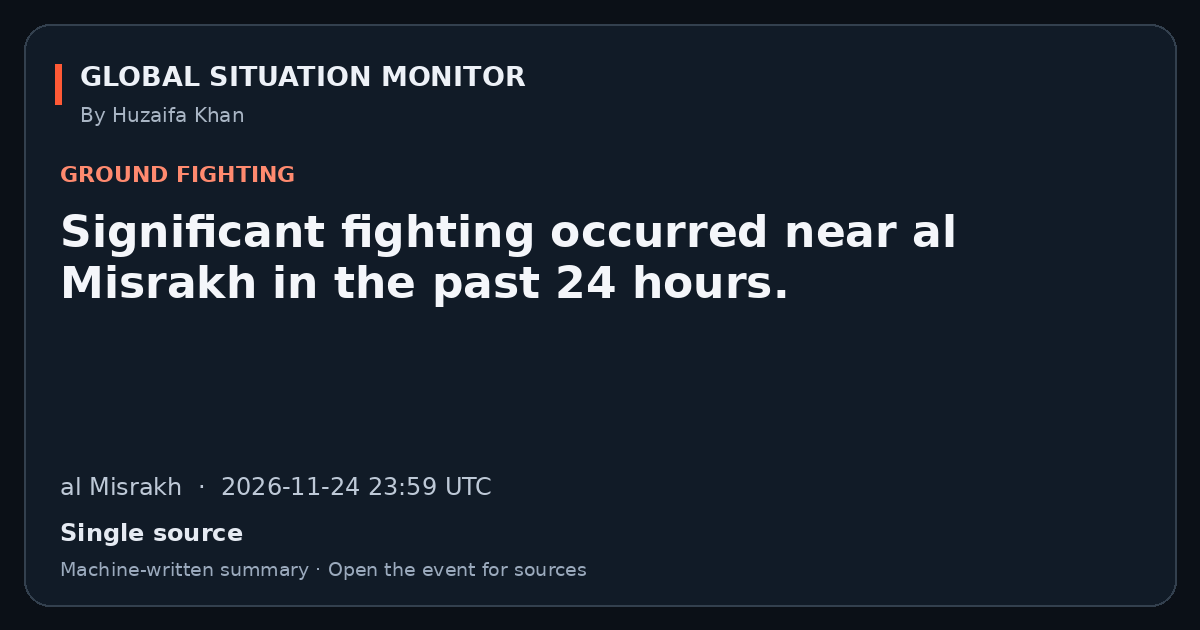 GLOBAL SITUATION MONITOR
By Huzaifa Khan
GROUND FIGHTING
Significant fighting occurred near al
Misrakh in the past 24 hours.
al Misrakh · 2026-11-24 23:59 UTC
Single source
Machine-written summary · Open the event for sources